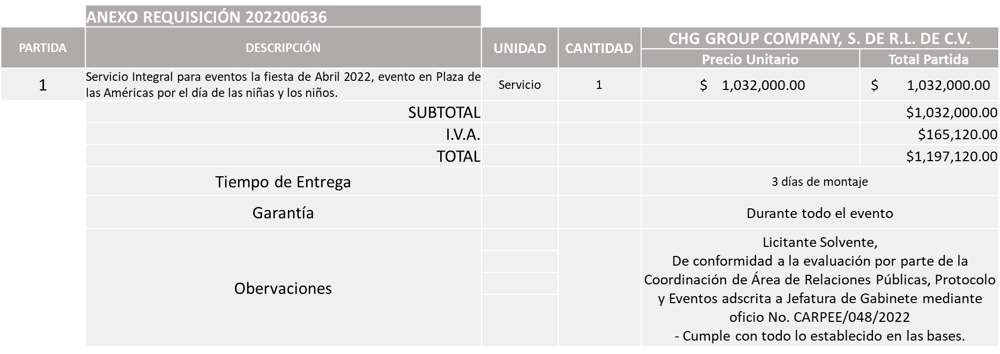 ANEXO REQUISICIÓN 202200636
PARTIDA
DESCRIPCIÓN
UNIDAD
CANTIDAD
CHG GROUP COMPANY, S. DE R.L. DE C.V.
Precio Unitario
Total Partida
1
Servicio Integral para eventos la fiesta de Abril 2022, evento en Plaza de
las Américas por el día de las niñas y los niños.
Servicio
1
$ 1,032,000.00
$ 1,032,000.00
SUBTOTAL
$1,032,000.00
I.V.A.
$165,120.00
TOTAL
$1,197,120.00
Tiempo de Entrega
3 días de montaje
Garantía
Durante todo el evento
Obervaciones
Licitante Solvente,
De conformidad a la evaluación por parte de la
Coordinación de Área de Relaciones Públicas, Protocolo
y Eventos adscrita a Jefatura de Gabinete mediante
oficio No. CARPEE/048/2022
- Cumple con todo lo establecido en las bases.